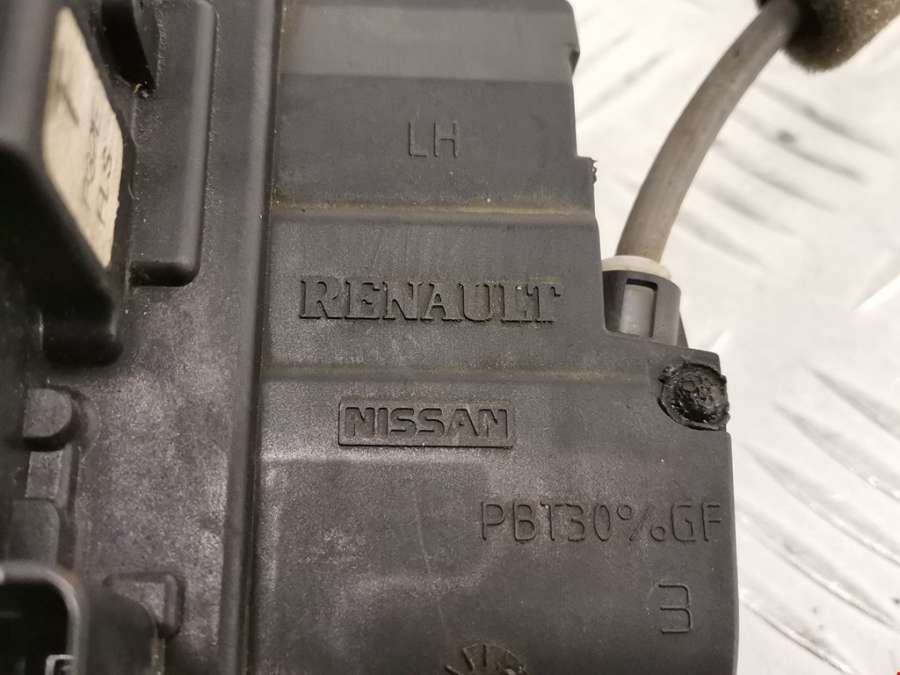 LH
RENAULT
NISSAN
PBT30%GF
3